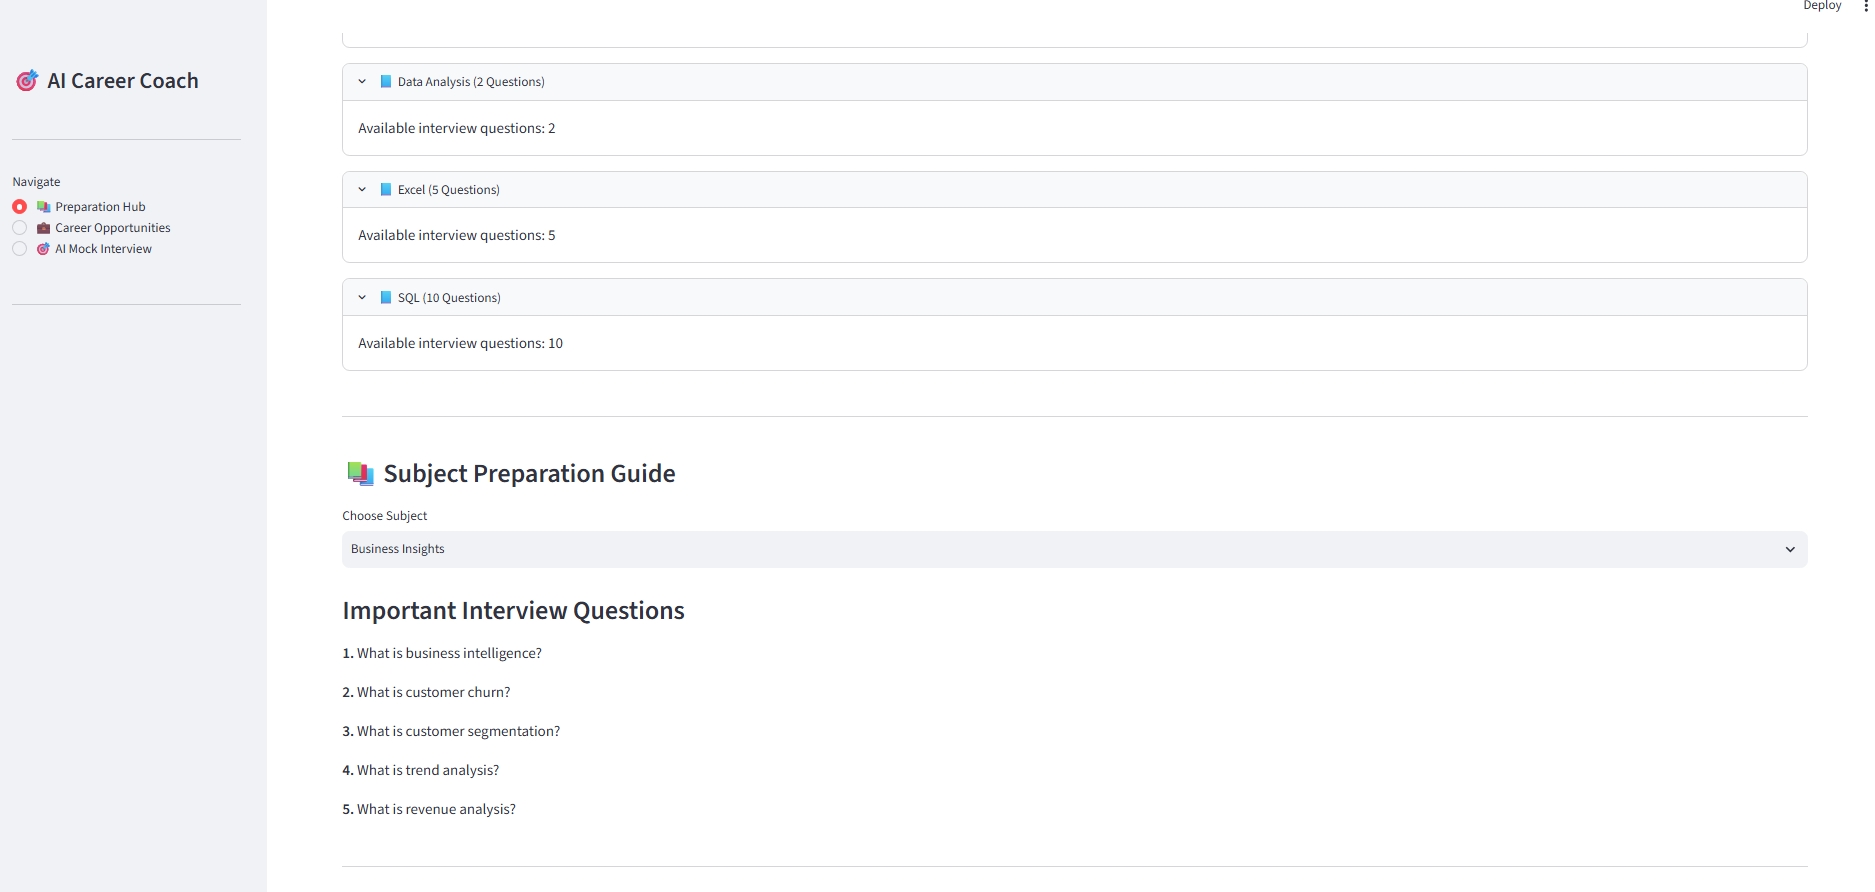 Deploy
AI Career Coach
Navigate
Preparation Hub
Career Opportunities
AI Mock Interview
Data Analysis (2 Questions)
Available interview questions: 2
Excel (5 Questions)
Available interview questions: 5
SQL (10 Questions)
Available interview questions: 10
Subject Preparation Guide
Choose Subject
Business Insights
Important Interview Questions
1. What is business intelligence?
2. What is customer churn?
3. What is customer segmentation?
4. What is trend analysis?
5. What is revenue analysis?